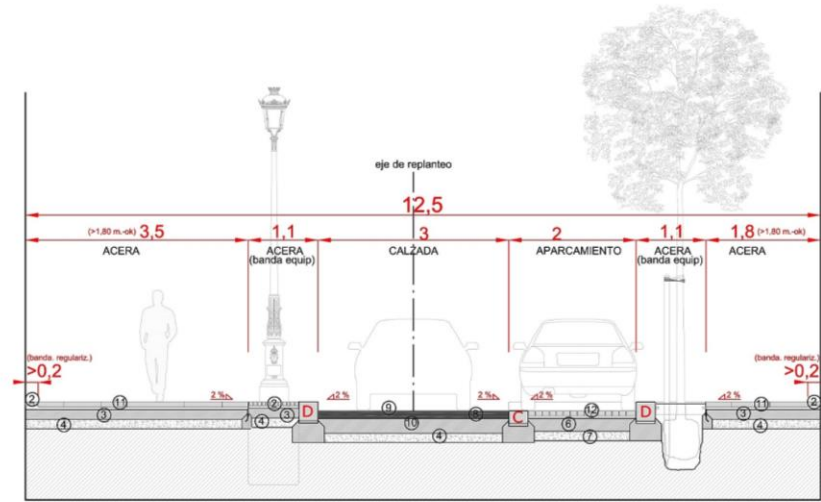 eje de replanteo
12,5
(>1,80 m.-ok) 3,5
1,1
3
2
1,1
1,8 (>1,80 m.-ok)
ACERA
ACERA
(banda equip)
CALZADA
APARCAMIENTO
ACERA
(banda equip)
ACERA
(banda. regulariz.)
>0,2
(banda. regulariz.)
>0,2
2 %
2 %
2 %
2 %
2 %
2
11
3
4
2
3
4
D
9
8
10
4
C
12
6
7
D
11
2
3
4